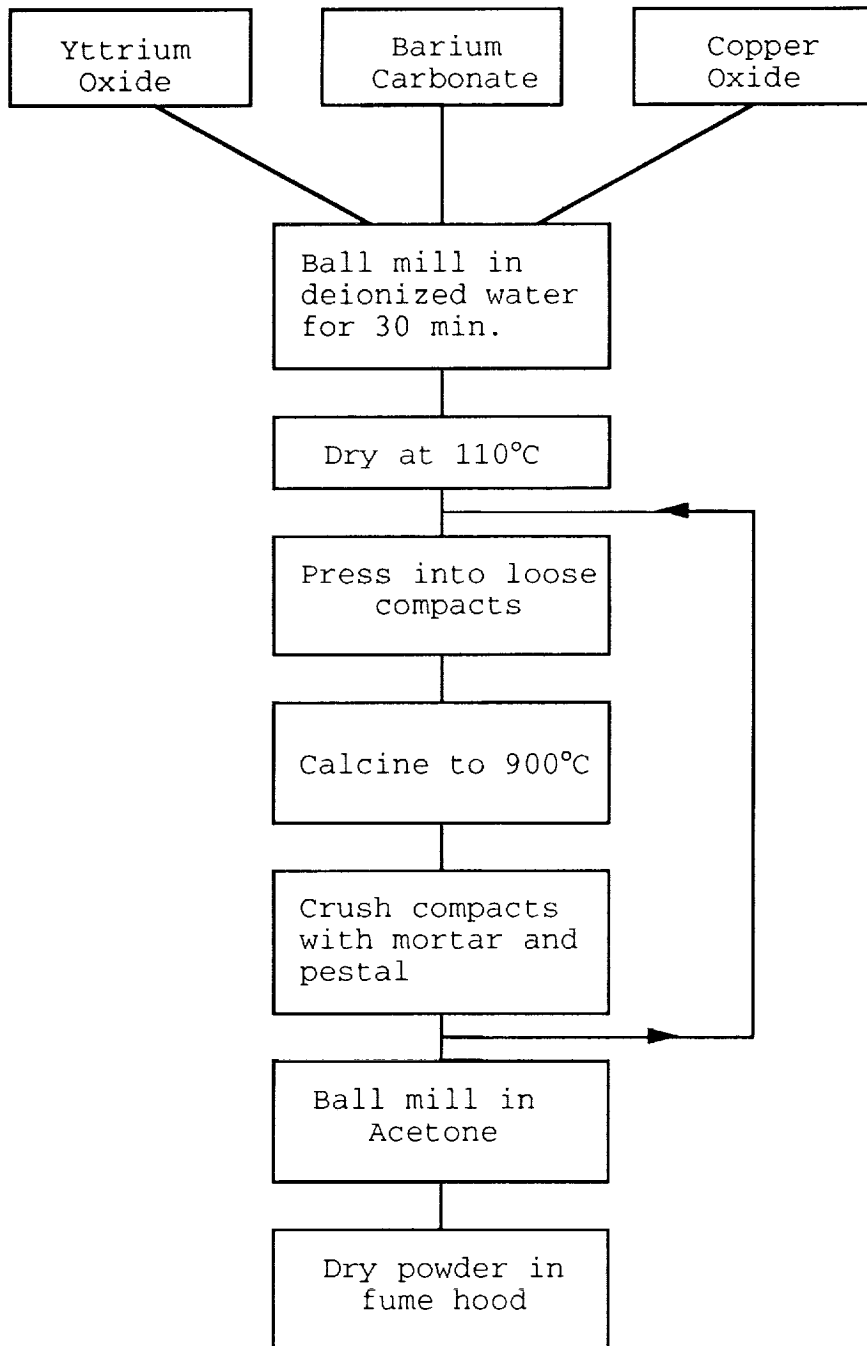 Yttrium
Oxide
Barium
Carbonate
Copper
Oxide
Ball mill in
deionized water
for 30 min.
Dry at 110°C
Press into loose
compacts
Calcine to 900°C
Crush compacts
with mortar and
pestal
Ball mill in
Acetone
Dry powder in
fume hood